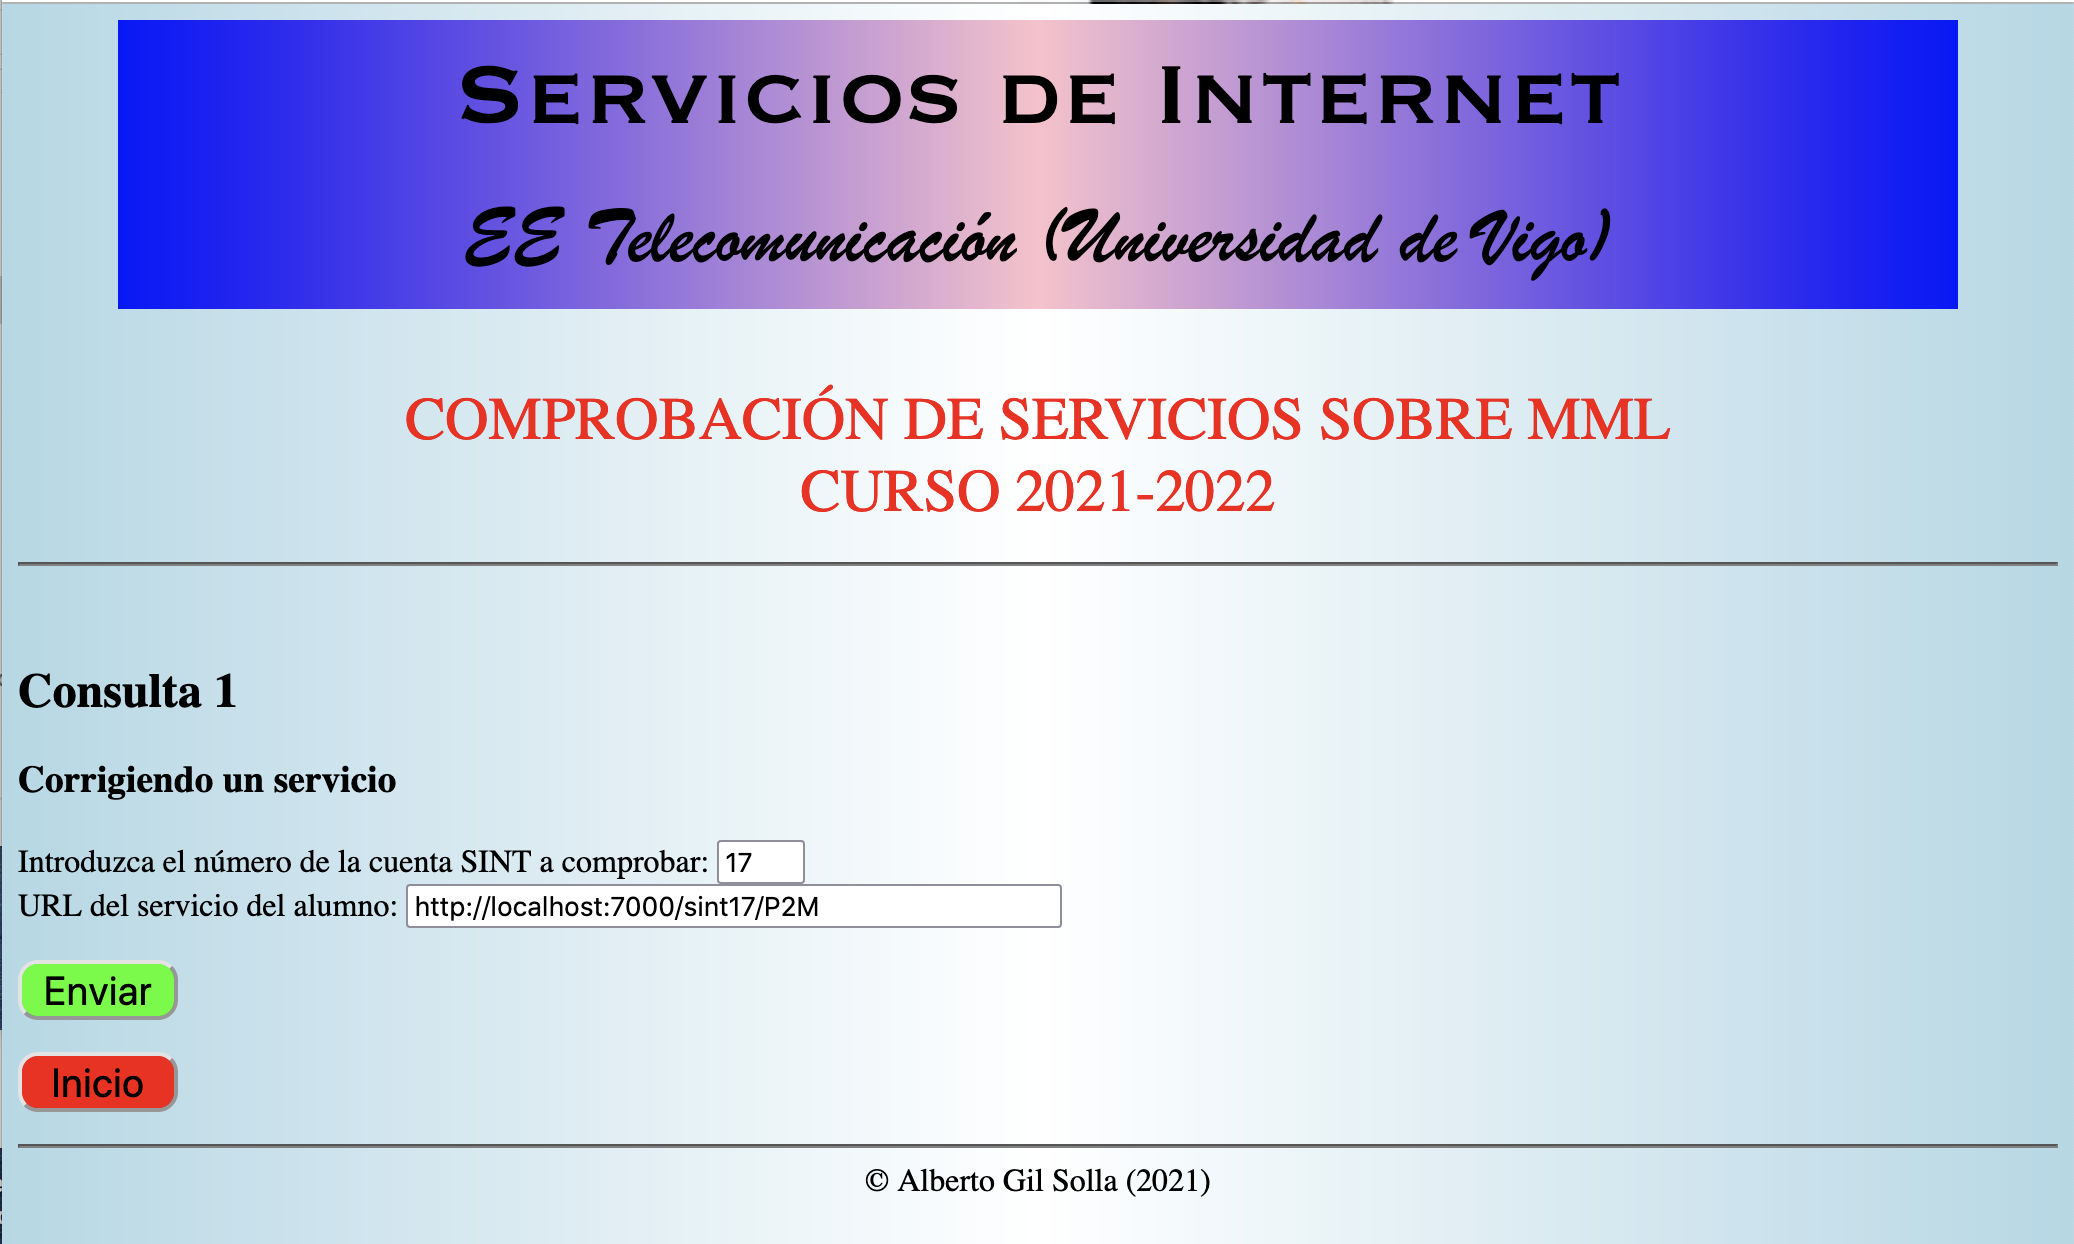 Servicios de Internet
EE Telecomunicación (Universidad de Vigo)
COMPROBACIÓN DE SERVICIOS SOBRE MML
CURSO 2021-2022
Consulta 1
Corrigiendo un servicio
Introduzca el número de la cuenta SINT a comprobar: 17
URL del servicio del alumno: http://localhost:7000/sint17/P2M
Enviar
Inicio
© Alberto Gil Solla (2021)